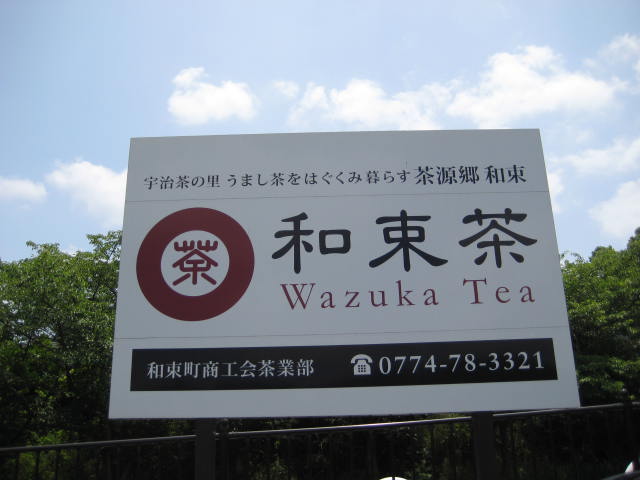 宇治茶の里 うまし茶をはぐくみ暮らす 茶源郷 和束
茶
和束茶
Wazuka Tea
和束町商工会茶業部 ☎0774-78-3321